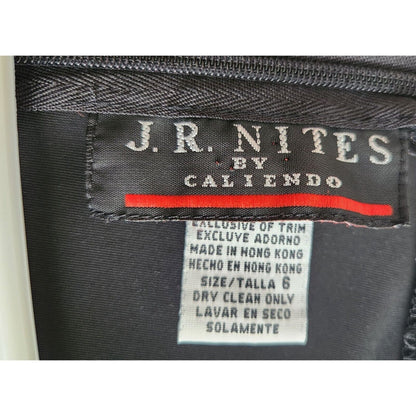 J.R. NITES
BY
CALIENDO
EXCLUSIVE OF TRIM
EXCLUYE ADORNO
MADE IN HONG KONG
HECHO EN HONG KONG
SIZE/TALLA 6
DRY CLEAN ONLY
LAVAR EN SECO
SOLAMENTE